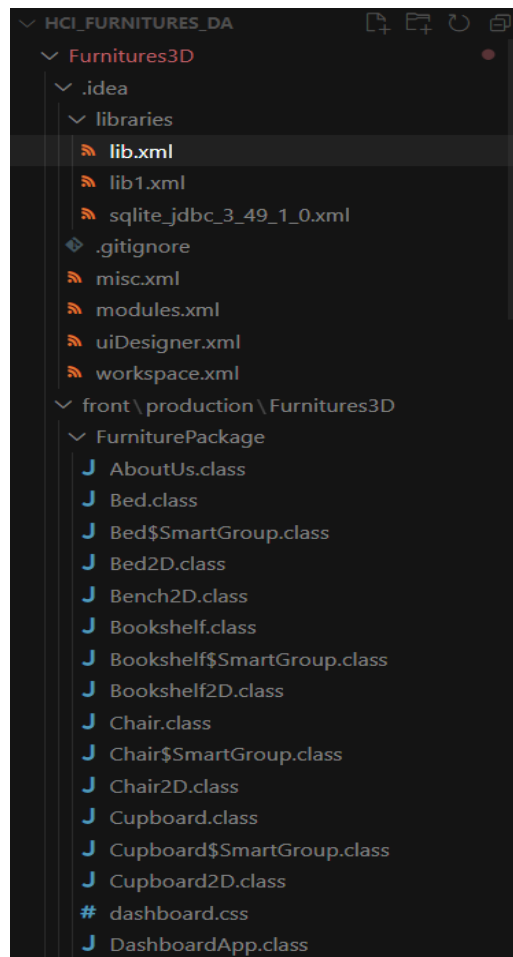 HCI_FURNITURES_DA
Furnitures3D
.idea
libraries
lib.xml
lib1.xml
sqlite_jdbc_3_49_1_0.xml
.gitignore
misc.xml
modules.xml
uiDesigner.xml
workspace.xml
front\production\Furnitures3D
FurniturePackage
J AboutUs.class
J Bed.class
J Bed$SmartGroup.class
J Bed2D.class
J Bench2D.class
J Bookshelf.class
J Bookshelf$SmartGroup.class
J Bookshelf2D.class
J Chair.class
J Chair$SmartGroup.class
J Chair2D.class
J Cupboard.class
J Cupboard$SmartGroup.class
J Cupboard2D.class
# dashboard.css
J DashboardApp.class